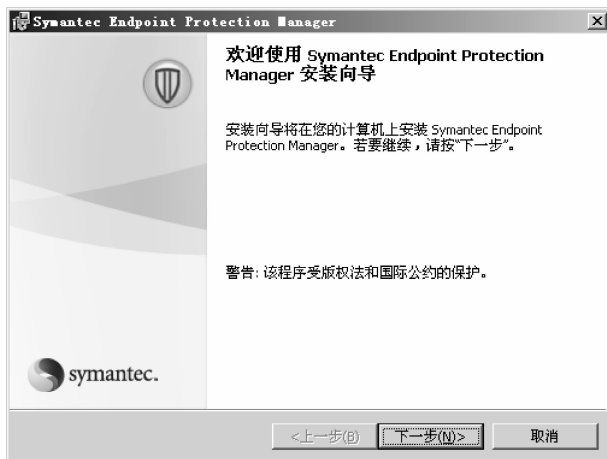 Symantec Endpoint Protection Manager
欢迎使用 Symantec Endpoint Protection
Manager 安装向导
安装向导将在您的计算机上安装 Symantec Endpoint
Protection Manager。若要继续，请按“下一步”。
警告: 该程序受版权法和国际公约的保护。
symantec.
<上一步(B)
下一步(N)>
取消